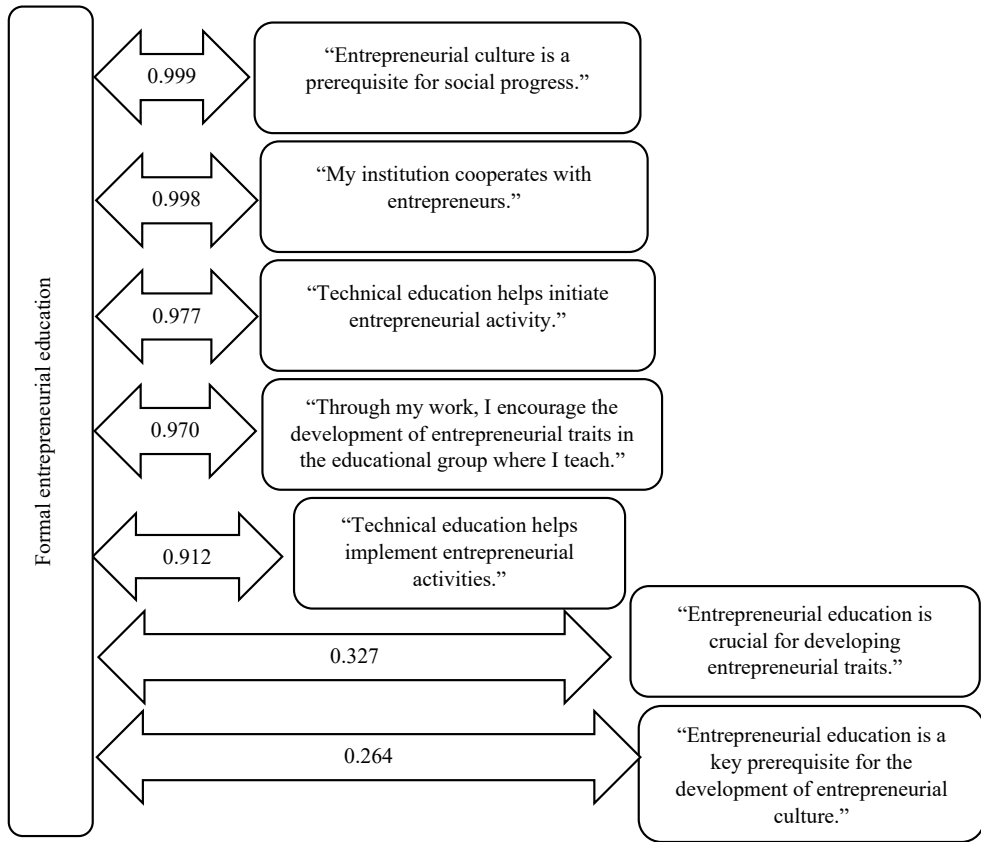 Formal entrepreneurial education
0.999
“Entrepreneurial culture is a
prerequisite for social progress.”
0.998
“My institution cooperates with
entrepreneurs.”
0.977
“Technical education helps initiate
entrepreneurial activity.”
0.970
“Through my work, I encourage the
development of entrepreneurial traits in
the educational group where I teach.”
0.912
“Technical education helps
implement entrepreneurial
activities.”
0.327
“Entrepreneurial education is
crucial for developing
entrepreneurial traits.”
0.264
“Entrepreneurial education is a
key prerequisite for the
development of entrepreneurial
culture.”